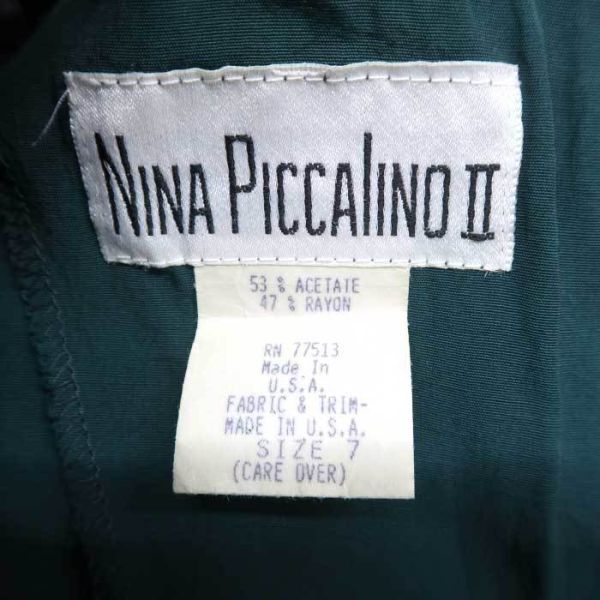 NINA PICCALINO II
53 % ACETATE
47 % RAYON
RN 77513
Made In
U.S.A.
FABRIC & TRIM-
MADE IN U.S.A.
SIZE 7
(CARE OVER)